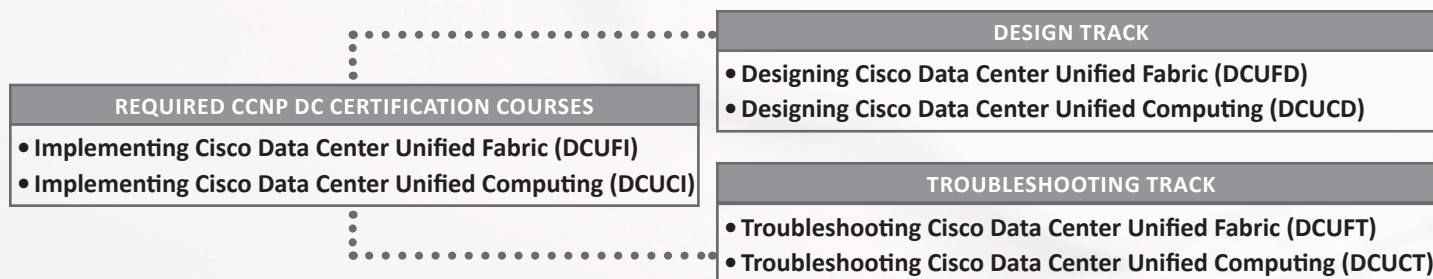 REQUIRED CCNP DC CERTIFICATION COURSES
• Implementing Cisco Data Center Unified Fabric (DCUFI)
• Implementing Cisco Data Center Unified Computing (DCUCI)
DESIGN TRACK
• Designing Cisco Data Center Unified Fabric (DCUFD)
• Designing Cisco Data Center Unified Computing (DCUCD)
TROUBLESHOOTING TRACK
• Troubleshooting Cisco Data Center Unified Fabric (DCUFT)
• Troubleshooting Cisco Data Center Unified Computing (DCUCT)